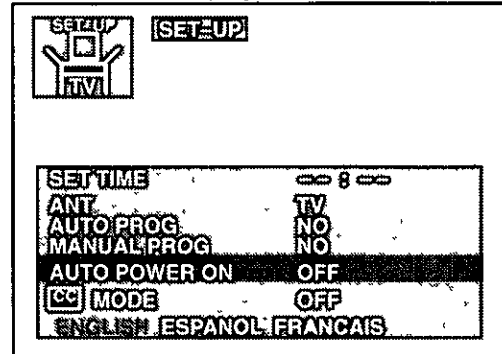 SET-UP
TV
SET-UP
SET TIME -- : --
ANT TV
AUTO PROG NO
MANUAL PROG NO
AUTO POWER ON OFF
CC MODE OFF
ENGLISH ESPANOL FRANCAIS